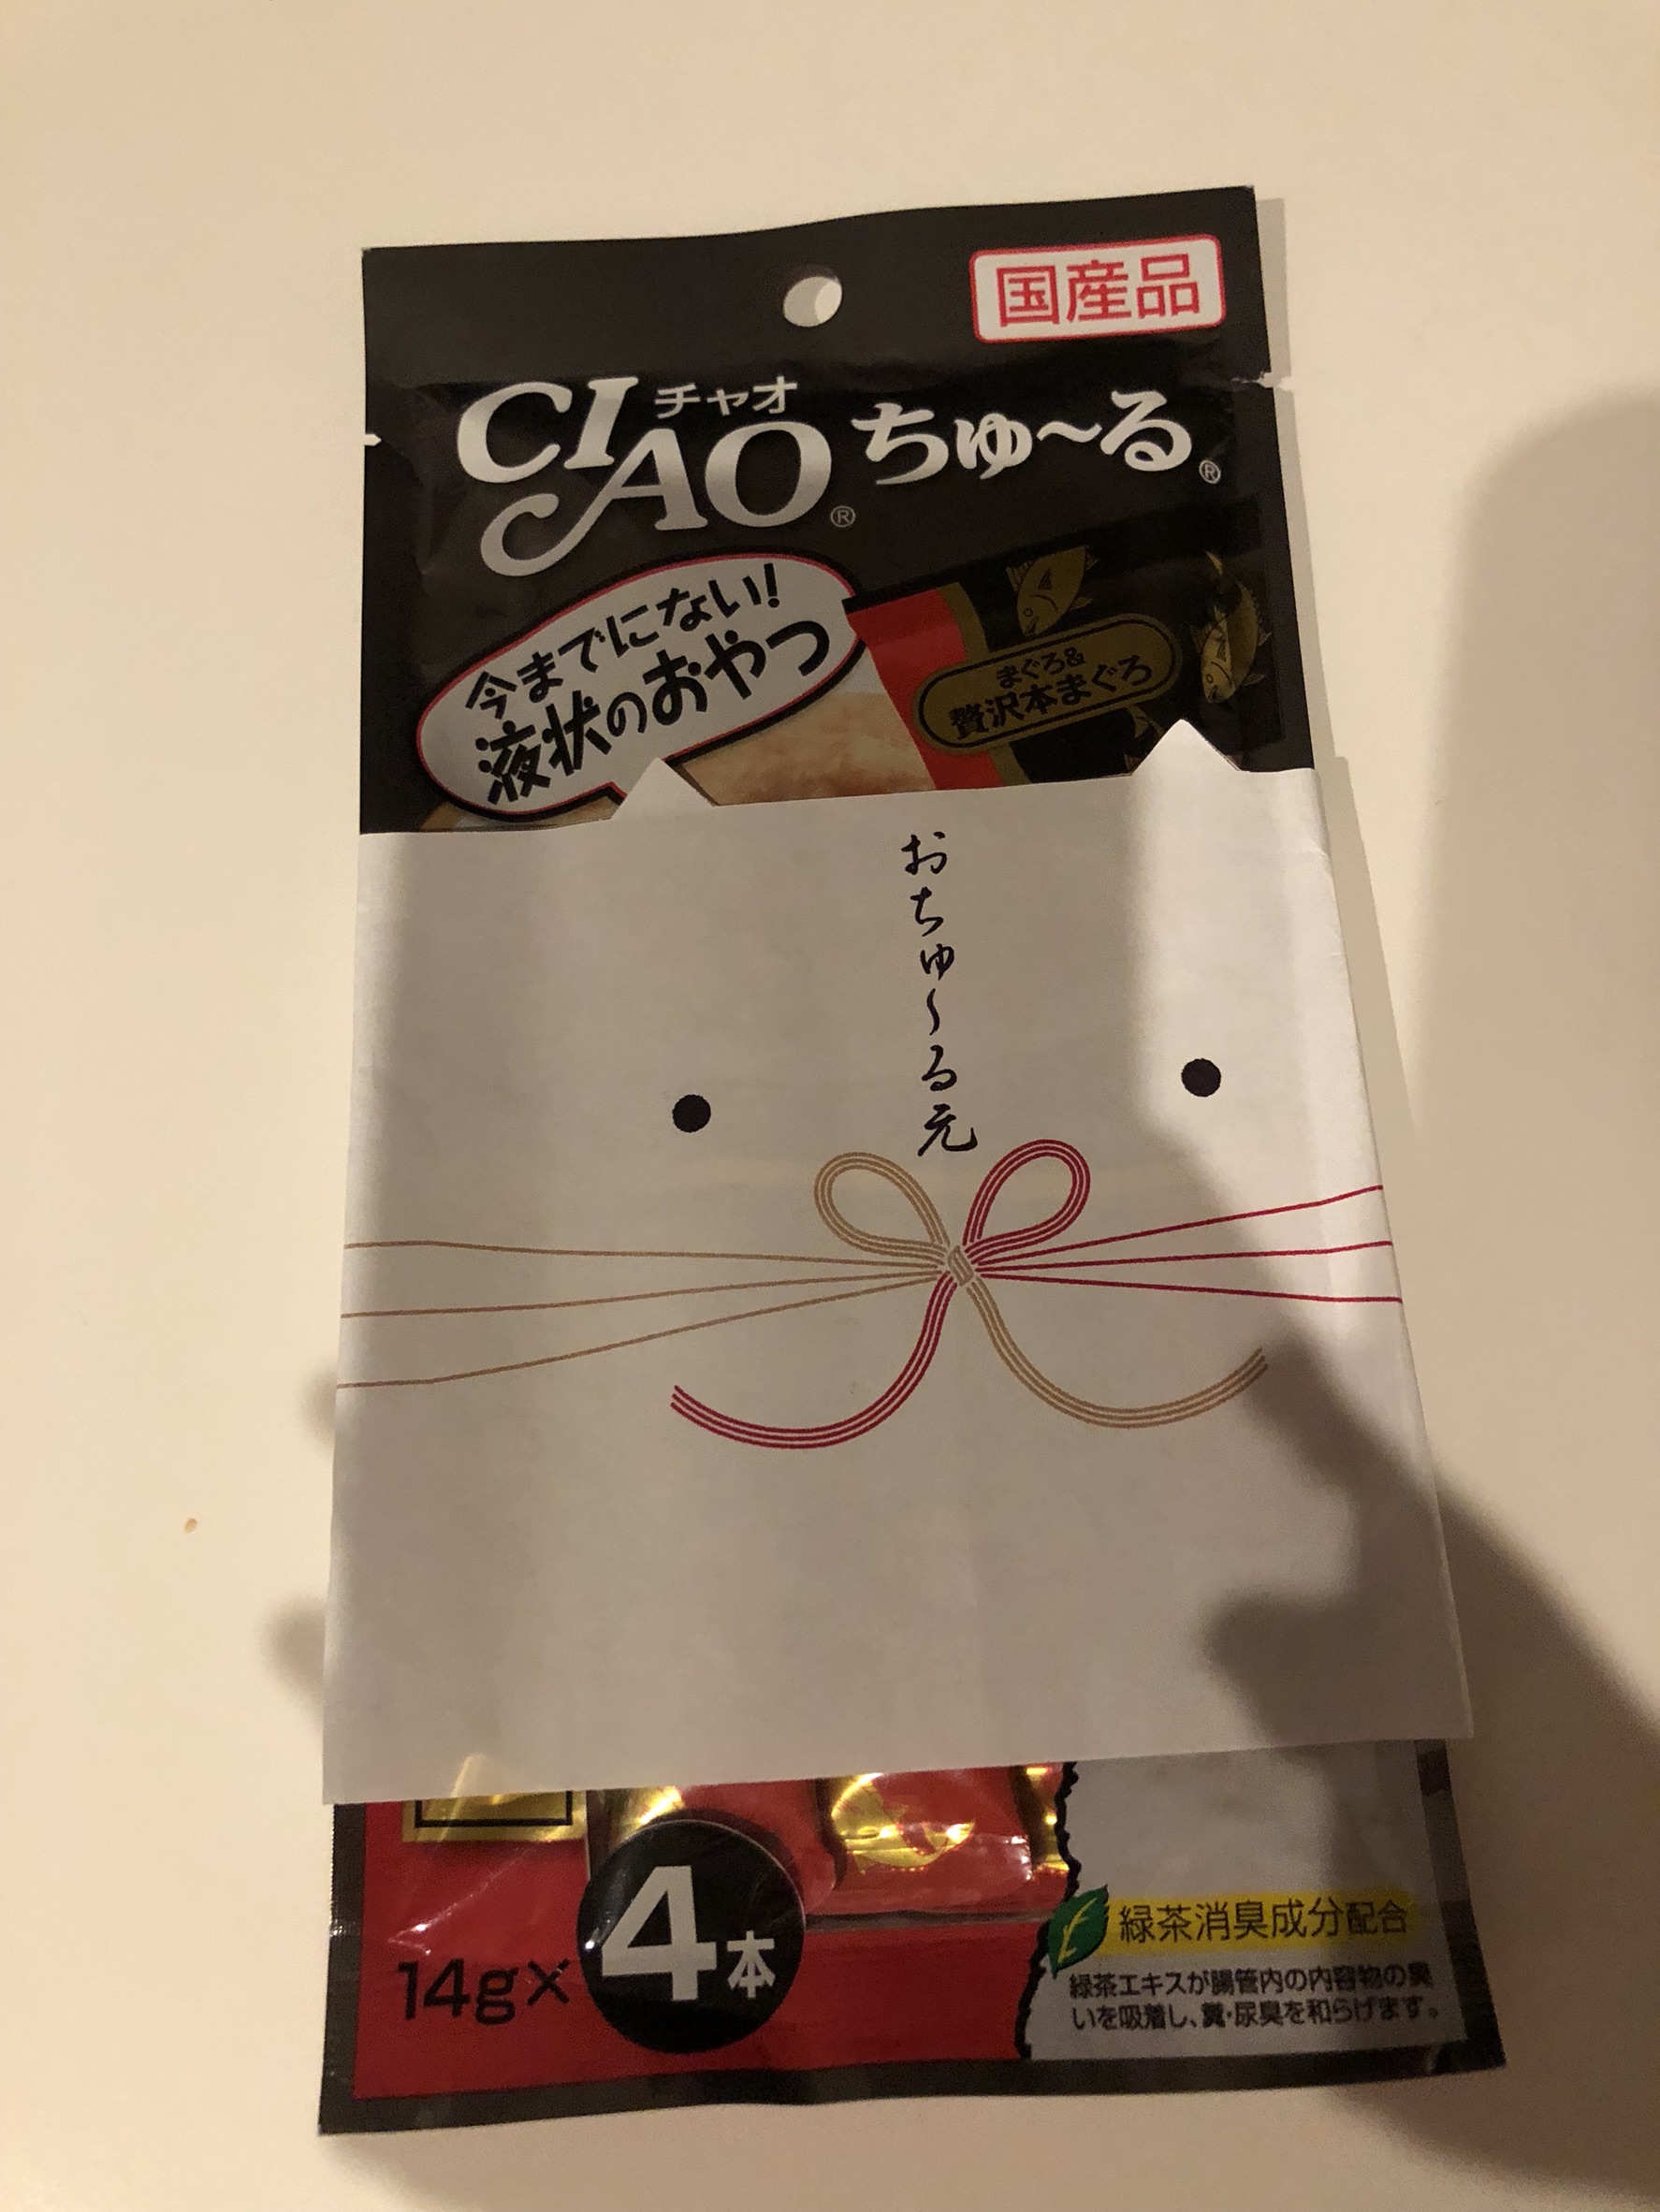 国産品
チャオ
CIAO® ちゅ〜る®
今までにない!
液状のおやつ
まぐろ&
贅沢本まぐろ
おちゅ〜る元
14g×4本
緑茶消臭成分配合
緑茶エキスが腸管内の内容物の臭
いを吸着し、糞・尿臭を和らげます。